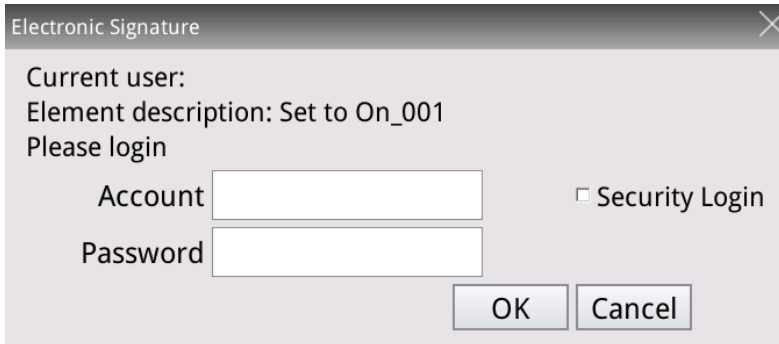 Electronic Signature
Current user:
Element description: Set to On_001
Please login
Account
Security Login
Password
OK Cancel